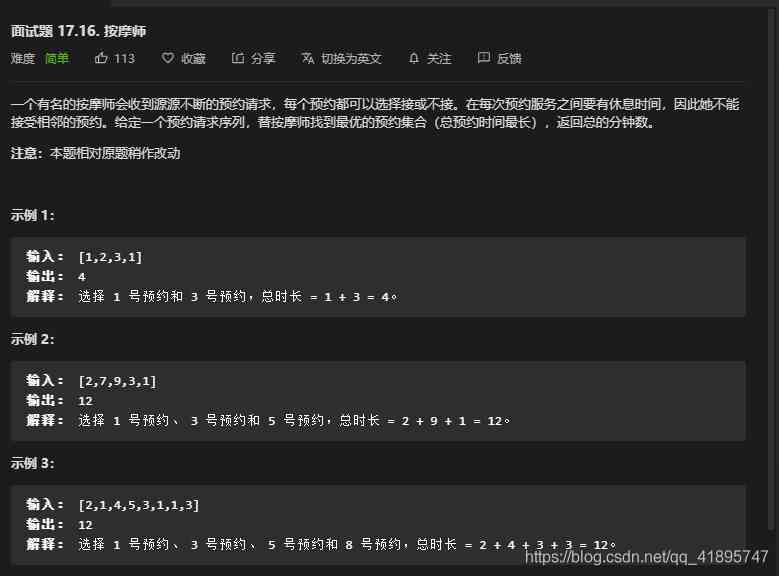 面试题 17.16. 按摩师
难度 简单 113 收藏 分享 切换为英文 关注 反馈
一个有名的按摩师会收到源源不断的预约请求，每个预约都可以选择接或不接。在每次预约服务之间要有休息时间，因此她不能
接受相邻的预约。给定一个预约请求序列，替按摩师找到最优的预约集合（总预约时间最长），返回总的分钟数。
注意：本题相对原题稍作改动
示例 1：
输入： [1,2,3,1]
输出： 4
解释： 选择 1 号预约和 3 号预约，总时长 = 1 + 3 = 4。
示例 2：
输入： [2,7,9,3,1]
输出： 12
解释： 选择 1 号预约、 3 号预约和 5 号预约，总时长 = 2 + 9 + 1 = 12。
示例 3：
输入： [2,1,4,5,3,1,1,3]
输出： 12
解释： 选择 1 号预约、 3 号预约、 5 号预约和 8 号预约，总时长 = 2 + 4 + 3 + 3 = 12。
https://blog.csdn.net/qq_41895747